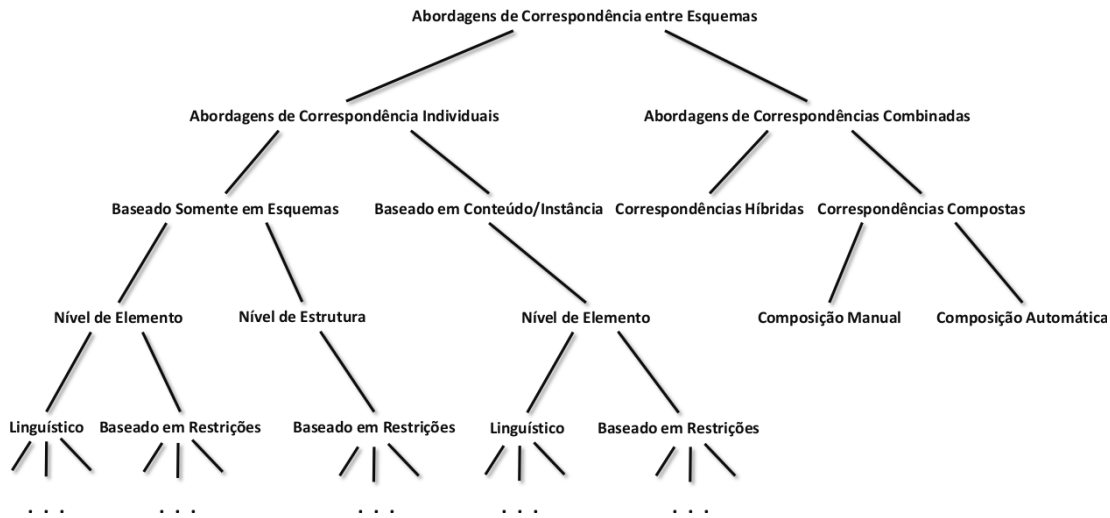 Abordagens de Correspondência entre Esquemas
Abordagens de Correspondência Individuais
Abordagens de Correspondências Combinadas
Baseado Somente em Esquemas
Baseado em Conteúdo/Instância
Correspondências Híbridas
Correspondências Compostas
Nível de Elemento
Nível de Estrutura
Nível de Elemento
Composição Manual
Composição Automática
Linguístico
Baseado em Restrições
Baseado em Restrições
Linguístico
Baseado em Restrições
. . .
. . .
. . .
. . .
. . .